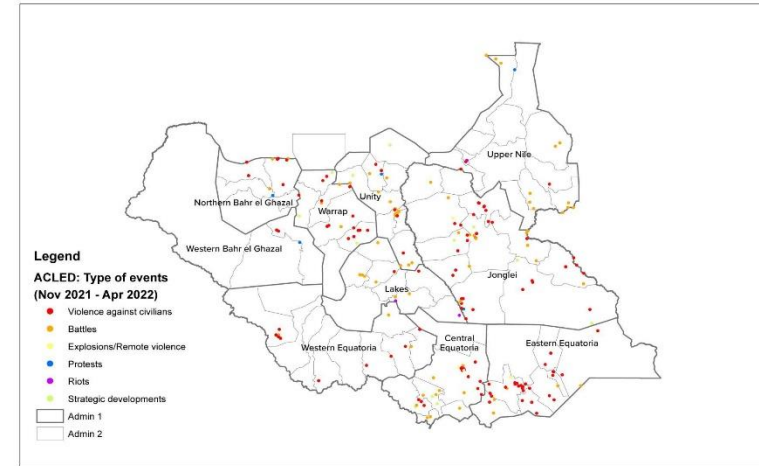 Upper Nile
Northern Bahr el Ghazal
Warrap
Unity
Western Bahr el Ghazal
Jonglei
Lakes
Western Equatoria
Central
Equatoria
Eastern Equatoria
Legend
ACLED: Type of events
(Nov 2021 - Apr 2022)
Violence against civilians
Battles
Explosions/Remote violence
Protests
Riots
Strategic developments
Admin 1
Admin 2